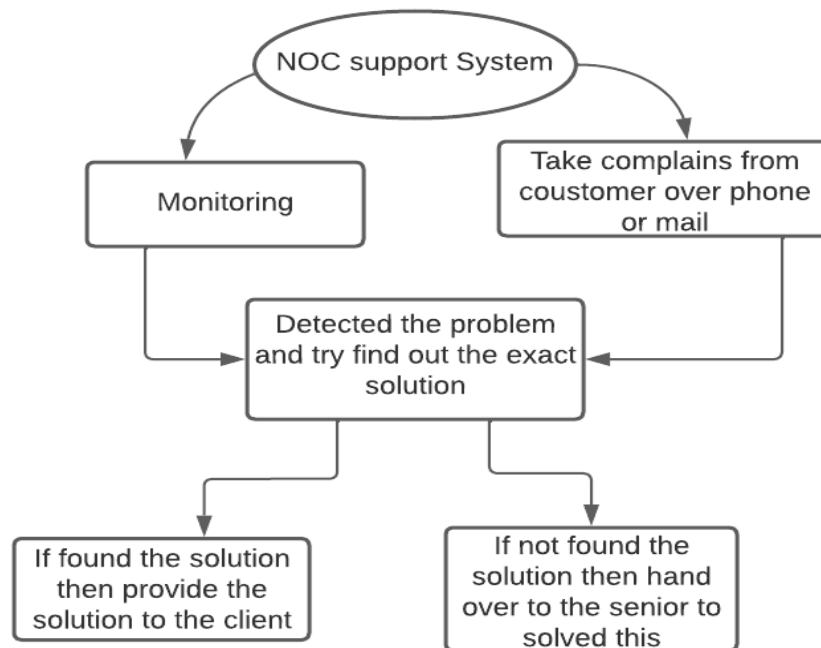 NOC support System
Monitoring
Take complains from
coustomer over phone
or mail
Detected the problem
and try find out the exact
solution
If found the solution
then provide the
solution to the client
If not found the
solution then hand
over to the senior to
solved this